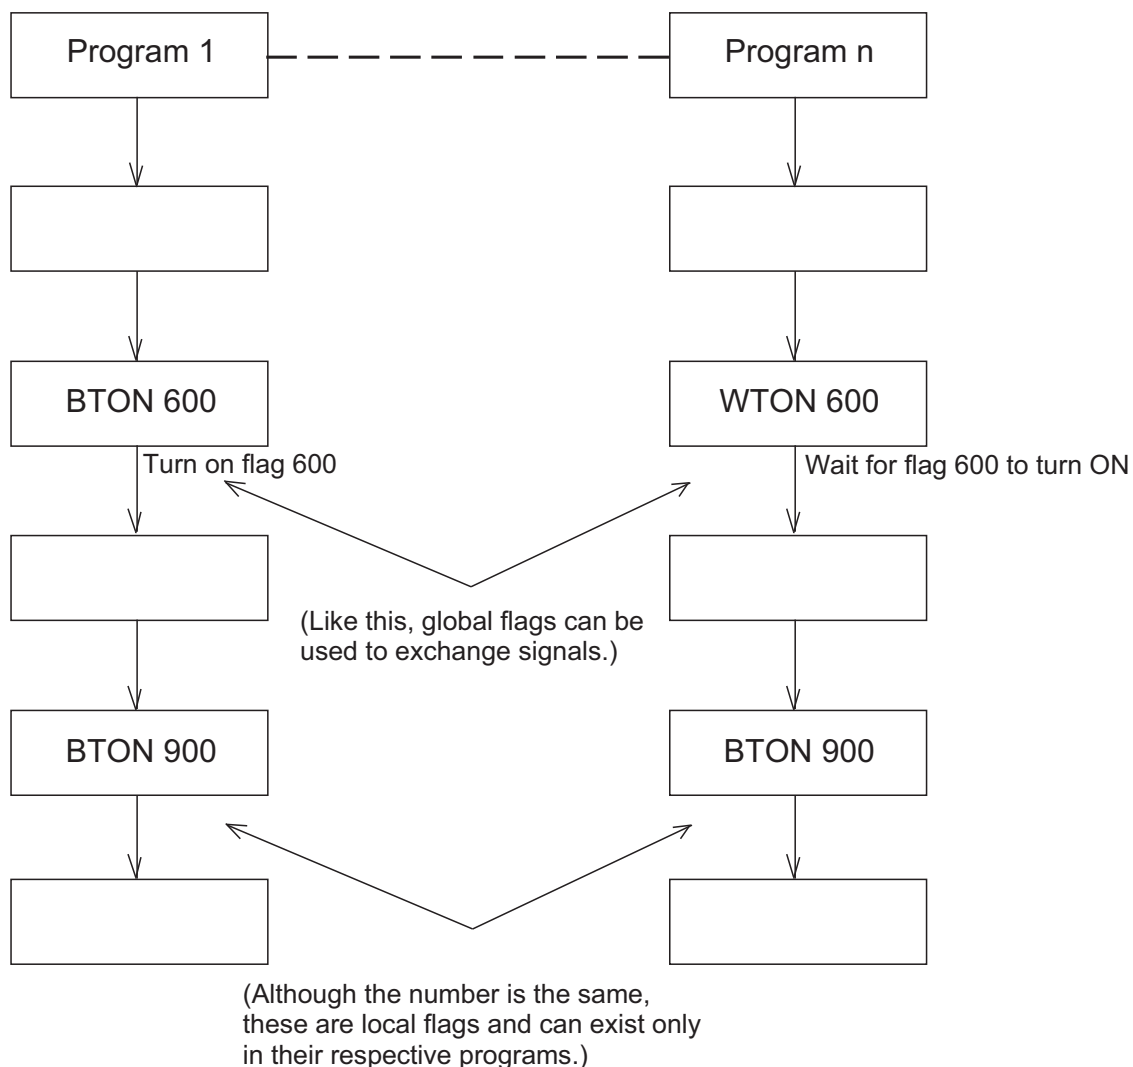 Program 1
Program n
BTON 600
WTON 600
Turn on flag 600
Wait for flag 600 to turn ON
(Like this, global flags can be
used to exchange signals.)
BTON 900
BTON 900
(Although the number is the same,
these are local flags and can exist only
in their respective programs.)